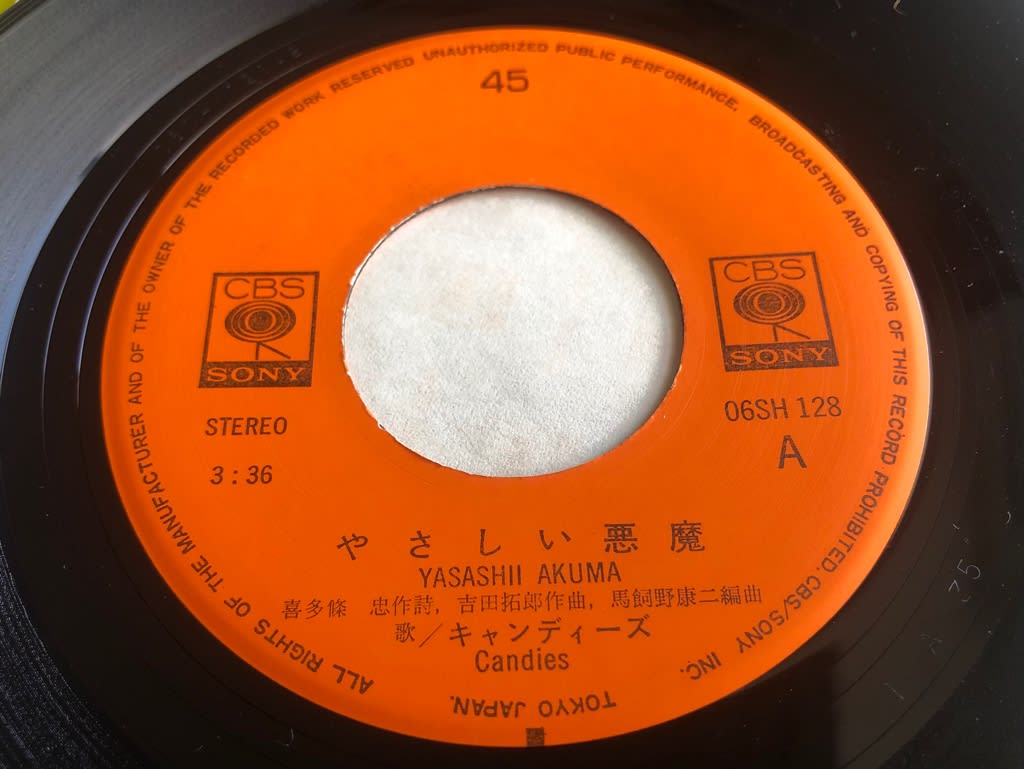 ALL RIGHTS OF THE MANUFACTURER AND OF THE OWNER OF THE RECORDED WORK RESERVED UNAUTHORIZED PUBLIC PERFORMANCE. BROADCASTING AND COPYING OF THIS RECORD PROHIBITED. CBS/SONY INC. TOKYO JAPAN.
45
CBS
SONY
CBS
SONY
STEREO
3:36
06SH 128
A
やさしい悪魔
YASASHII AKUMA
喜多條 忠作詩, 吉田拓郎作曲, 馬飼野康二編曲
歌／キャンディーズ
Candies